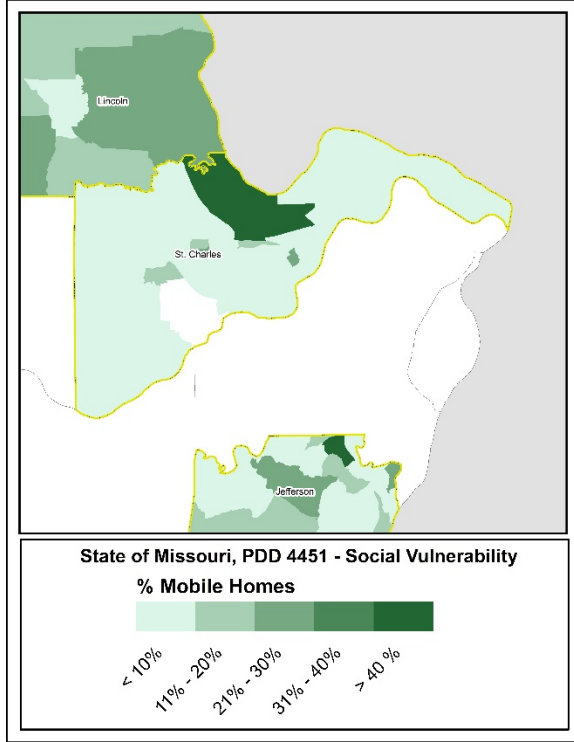 Lincoln
St. Charles
Jefferson
State of Missouri, PDD 4451 - Social Vulnerability
% Mobile Homes
< 10%
11% - 20%
21% - 30%
31% - 40%
> 40 %